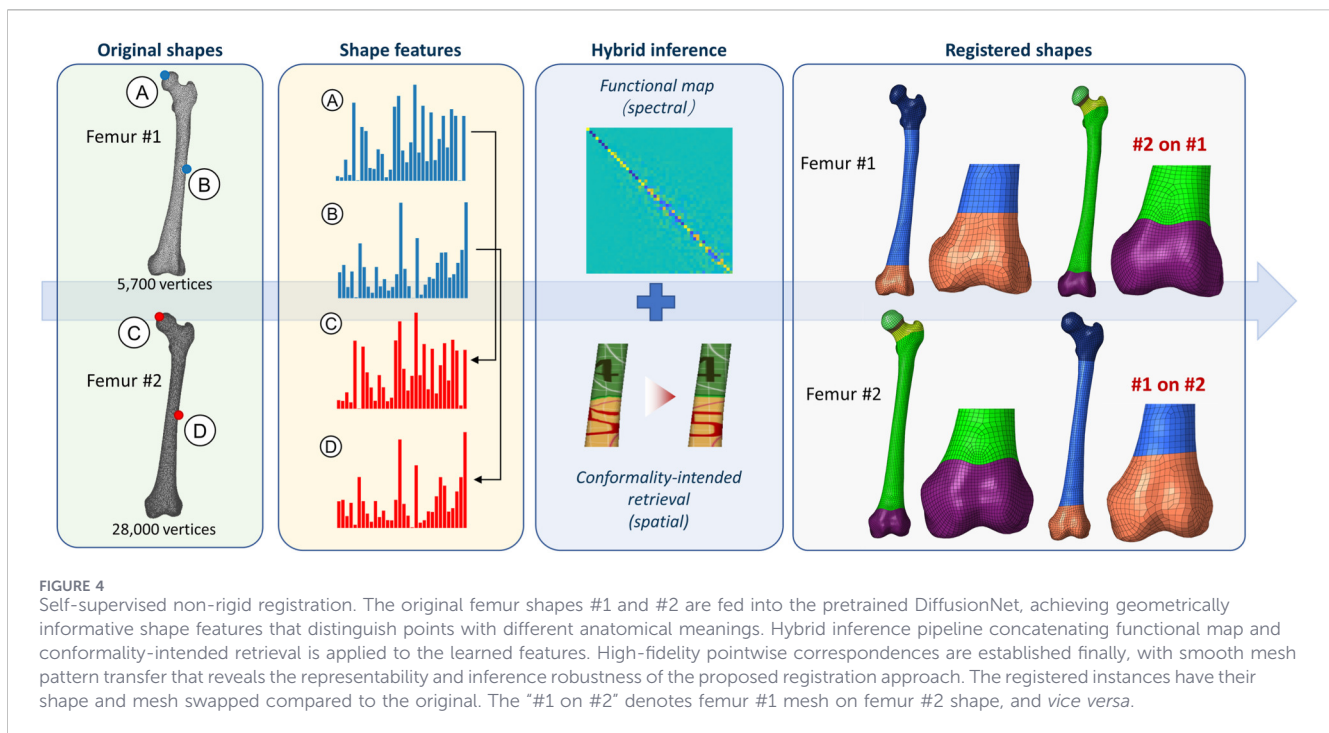 Original shapes
A
Femur #1
B
5,700 vertices
C
Femur #2
D
28,000 vertices
Shape features
A
B
C
D
Hybrid inference
Functional map
(spectral)
4
4
Conformality-intended
retrieval
(spatial)
Registered shapes
Femur #1
#2 on #1
Femur #2
#1 on #2
FIGURE 4
Self-supervised non-rigid registration. The original femur shapes #1 and #2 are fed into the pretrained DiffusionNet, achieving geometrically
informative shape features that distinguish points with different anatomical meanings. Hybrid inference pipeline concatenating functional map and
conformality-intended retrieval is applied to the learned features. High-fidelity pointwise correspondences are established finally, with smooth mesh
pattern transfer that reveals the representability and inference robustness of the proposed registration approach. The registered instances have their
shape and mesh swapped compared to the original. The “#1 on #2” denotes femur #1 mesh on femur #2 shape, and vice versa.